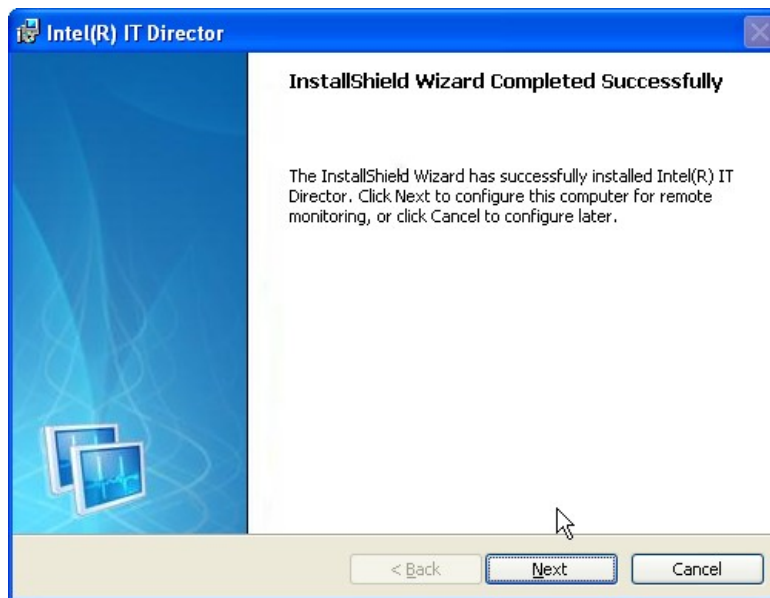 Intel(R) IT Director
InstallShield Wizard Completed Successfully
The InstallShield Wizard has successfully installed Intel(R) IT
Director. Click Next to configure this computer for remote
monitoring, or click Cancel to configure later.
< Back
Next
Cancel